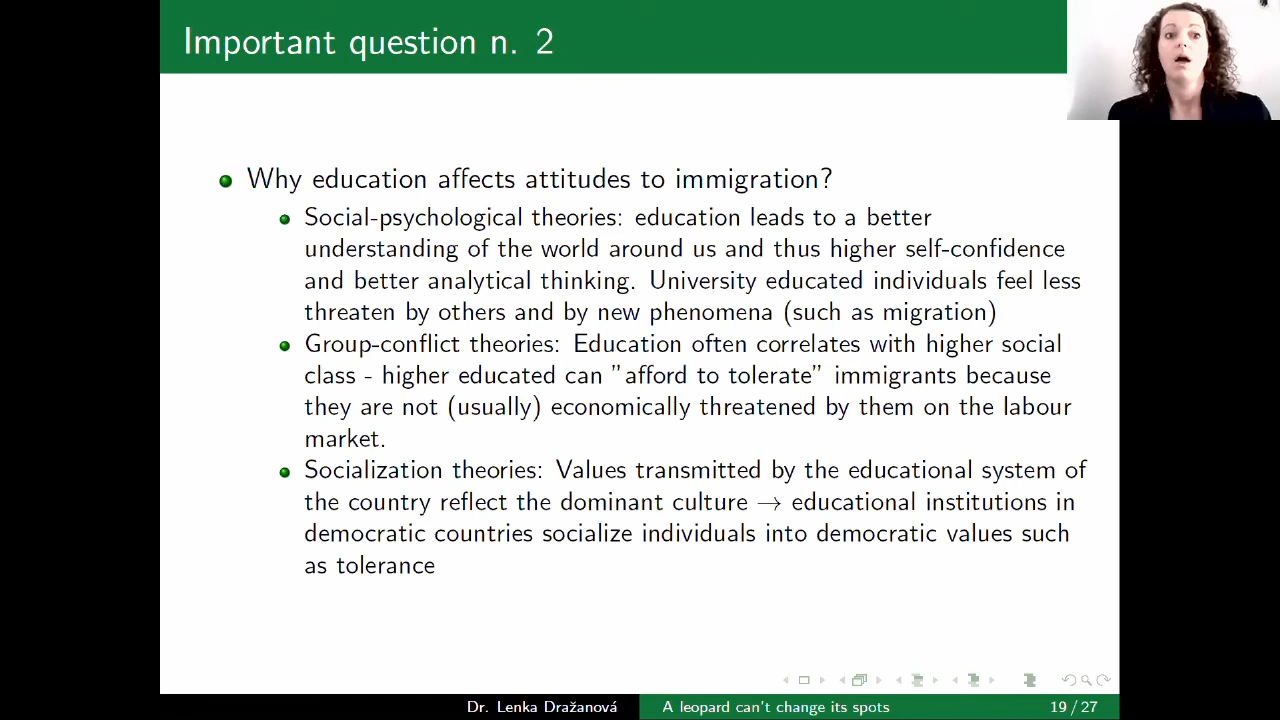 Important question n. 2
Why education affects attitudes to immigration?
Social-psychological theories: education leads to a better
understanding of the world around us and thus higher self-confidence
and better analytical thinking. University educated individuals feel less
threaten by others and by new phenomena (such as migration)
Group-conflict theories: Education often correlates with higher social
class - higher educated can ”afford to tolerate” immigrants because
they are not (usually) economically threatened by them on the labour
market.
Socialization theories: Values transmitted by the educational system of
the country reflect the dominant culture → educational institutions in
democratic countries socialize individuals into democratic values such
as tolerance
Dr. Lenka Dražanová
A leopard can't change its spots
19 / 27